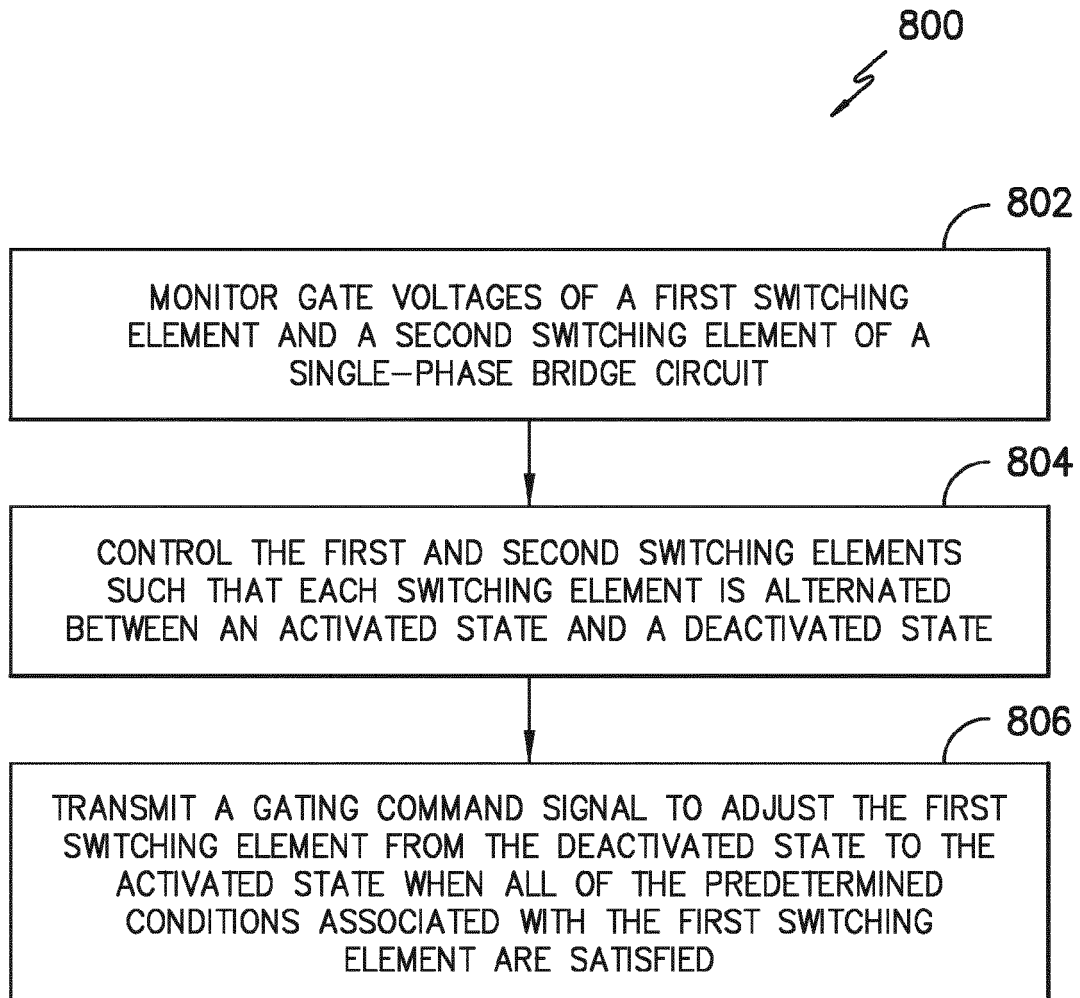 800
802
MONITOR GATE VOLTAGES OF A FIRST SWITCHING
ELEMENT AND A SECOND SWITCHING ELEMENT OF A
SINGLE-PHASE BRIDGE CIRCUIT
804
CONTROL THE FIRST AND SECOND SWITCHING ELEMENTS
SUCH THAT EACH SWITCHING ELEMENT IS ALTERNATED
BETWEEN AN ACTIVATED STATE AND A DEACTIVATED STATE
806
TRANSMIT A GATING COMMAND SIGNAL TO ADJUST THE FIRST
SWITCHING ELEMENT FROM THE DEACTIVATED STATE TO THE
ACTIVATED STATE WHEN ALL OF THE PREDETERMINED
CONDITIONS ASSOCIATED WITH THE FIRST SWITCHING
ELEMENT ARE SATISFIED